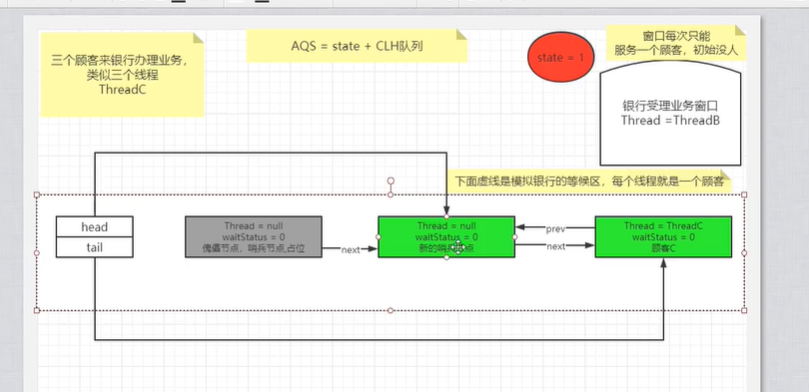 三个顾客来银行办理业务，
类似三个线程
ThreadC
AQS = state + CLH队列
state = 1
窗口每次只能
服务一个顾客，初始没人
银行受理业务窗口
Thread =ThreadB
下面虚线是模拟银行的等候区，每个线程就是一个顾客
head
tail
Thread = null
waitStatus = 0
傀儡节点，哨兵节点,占位
next
Thread = null
waitStatus = 0
新的哨兵节点
prev
next
Thread = ThreadC
waitStatus = 0
顾客C